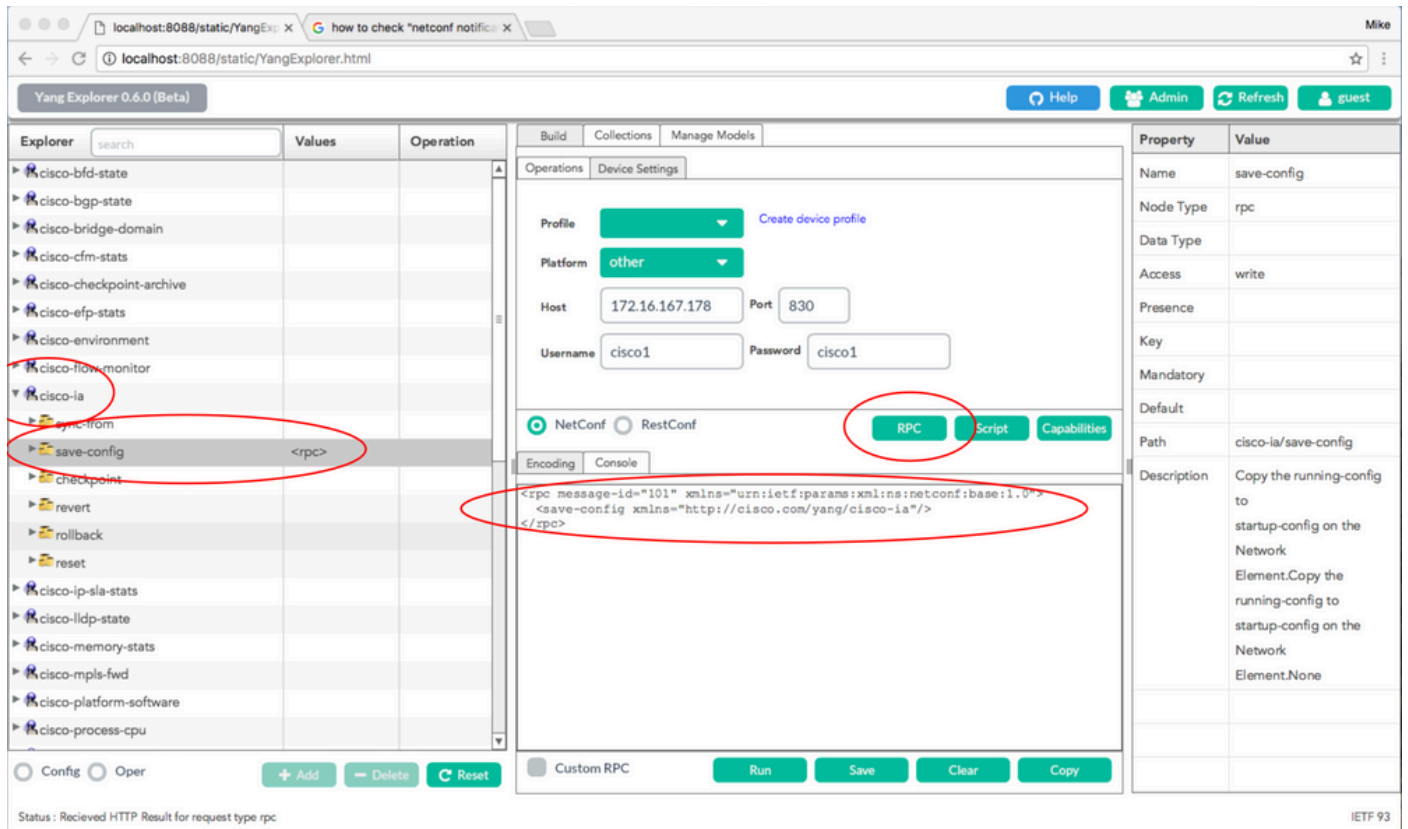 localhost:8088/static/YangExp
how to check "netconf notifica
Mike
localhost:8088/static/YangExplorer.html
Yang Explorer 0.6.0 (Beta)
Help
Admin
Refresh
guest
Explorer
search
Values
Operation
cisco-bfd-state
cisco-bgp-state
cisco-bridge-domain
cisco-cfm-stats
cisco-checkpoint-archive
cisco-efp-stats
cisco-environment
cisco-flow-monitor
cisco-ia
sync-from
save-config <rpc>
checkpoint
revert
rollback
reset
cisco-ip-sla-stats
cisco-lldp-state
cisco-memory-stats
cisco-mpls-fwd
cisco-platform-software
cisco-process-cpu
Config
Oper
Add
Delete
Reset
Build
Collections
Manage Models
Operations
Device Settings
Profile
Create device profile
Platform
other
Host
172.16.167.178
Port
830
Username
cisco1
Password
cisco1
NetConf
RestConf
RPC
Script
Capabilities
Encoding
Console
<rpc message-id="101" xmlns="urn:ietf:params:xml:ns:netconf:base:1.0">
<save-config xmlns="http://cisco.com/yang/cisco-ia"/>
</rpc>
Custom RPC
Run
Save
Clear
Copy
Property Value
Name save-config
Node Type rpc
Data Type
Access write
Presence
Key
Mandatory
Default
Path cisco-ia/save-config
Description Copy the running-config
to
startup-config on the
Network
Element.Copy the
running-config to
startup-config on the
Network
Element.None
Status : Recieved HTTP Result for request type rpc
IETF 93